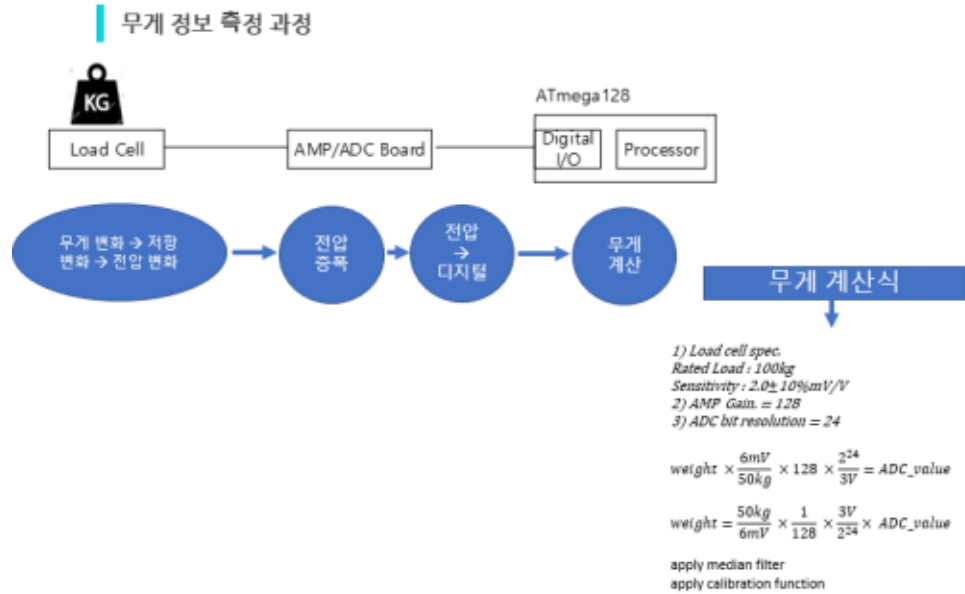 무게 정보 측정 과정
KG
ATmega128
Load Cell
AMP/ADC Board
Digital
I/O
Processor
무게 변화 → 저항
변화 → 전압 변화
전압
증폭
전압
→
디지털
무게
계산
무게 계산식
1) Load cell spec.
Rated Load : 100kg
Sensitivity : 2.0±10%mV/V
2) AMP Gain. = 128
3) ADC bit resolution = 24
weight × 6mV/50kg × 128 × 2^24/3V = ADC_value
weight = 50kg/6mV × 1/128 × 3V/2^24 × ADC_value
apply median filter
apply calibration function